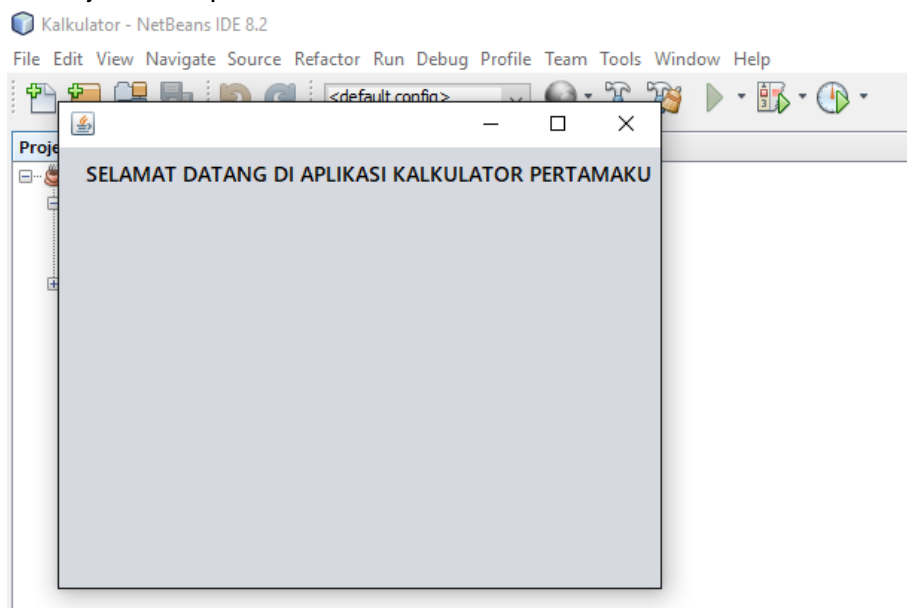 Kalkulator - NetBeans IDE 8.2
File Edit View Navigate Source Refactor Run Debug Profile Team Tools Window Help
<default config>
Proje
SELAMAT DATANG DI APLIKASI KALKULATOR PERTAMAKU